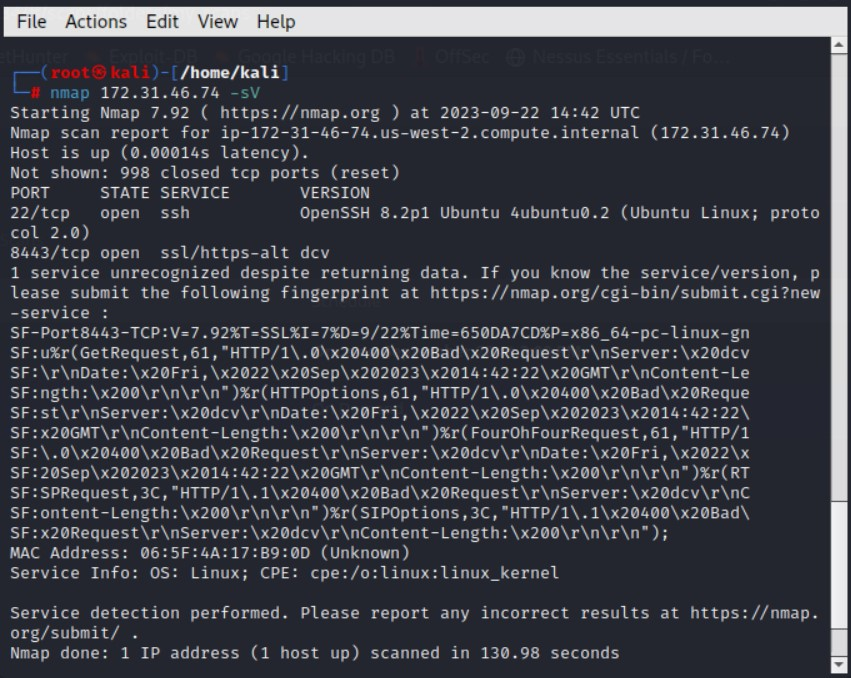 File Actions Edit View Help
etHunter Exploit-DB Google Hacking DB OffSec Nessus Essentials / Fo...
┌──(root㉿kali)-[/home/kali]
└─# nmap 172.31.46.74 -sV
Starting Nmap 7.92 ( https://nmap.org ) at 2023-09-22 14:42 UTC
Nmap scan report for ip-172-31-46-74.us-west-2.compute.internal (172.31.46.74)
Host is up (0.00014s latency).
Not shown: 998 closed tcp ports (reset)
PORT     STATE SERVICE       VERSION
22/tcp   open  ssh           OpenSSH 8.2p1 Ubuntu 4ubuntu0.2 (Ubuntu Linux; proto
col 2.0)
8443/tcp open  ssl/https-alt dcv
1 service unrecognized despite returning data. If you know the service/version, p
lease submit the following fingerprint at https://nmap.org/cgi-bin/submit.cgi?new
-service :
SF-Port8443-TCP:V=7.92%T=SSL%I=7%D=9/22%Time=650DA7CD%P=x86_64-pc-linux-gn
SF:u%r(GetRequest,61,"HTTP/1\.0\x20400\x20Bad\x20Request\r\nServer:\x20dcv
SF:\r\nDate:\x20Fri,\x2022\x20Sep\x202023\x2014:42:22\x20GMT\r\nContent-Le
SF:ngth:\x200\r\n\r\n")%r(HTTPOptions,61,"HTTP/1\.0\x20400\x20Bad\x20Reque
SF:st\r\nServer:\x20dcv\r\nDate:\x20Fri,\x2022\x20Sep\x202023\x2014:42:22\
SF:x20GMT\r\nContent-Length:\x200\r\n\r\n")%r(FourOhFourRequest,61,"HTTP/1
SF:\.0\x20400\x20Bad\x20Request\r\nServer:\x20dcv\r\nDate:\x20Fri,\x2022\x
SF:20Sep\x202023\x2014:42:22\x20GMT\r\nContent-Length:\x200\r\n\r\n")%r(RT
SF:SPRequest,3C,"HTTP/1\.1\x20400\x20Bad\x20Request\r\nServer:\x20dcv\r\nC
SF:ontent-Length:\x200\r\n\r\n")%r(SIPOptions,3C,"HTTP/1\.1\x20400\x20Bad\
SF:x20Request\r\nServer:\x20dcv\r\nContent-Length:\x200\r\n\r\n");
MAC Address: 06:5F:4A:17:B9:0D (Unknown)
Service Info: OS: Linux; CPE: cpe:/o:linux:linux_kernel
Service detection performed. Please report any incorrect results at https://nmap.
org/submit/ .
Nmap done: 1 IP address (1 host up) scanned in 130.98 seconds